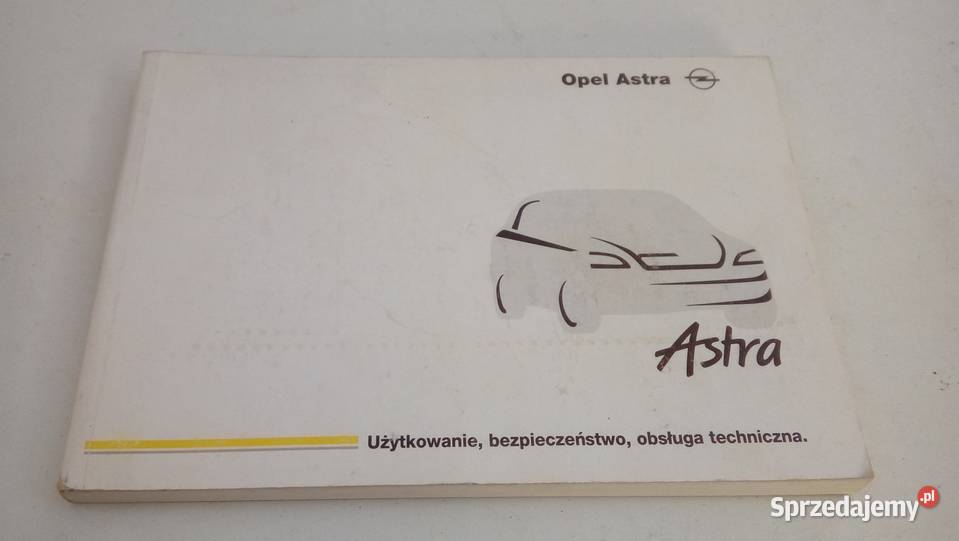 Opel Astra
Astra
Użytkowanie, bezpieczeństwo, obsługa techniczna.
Sprzedajemy.pl